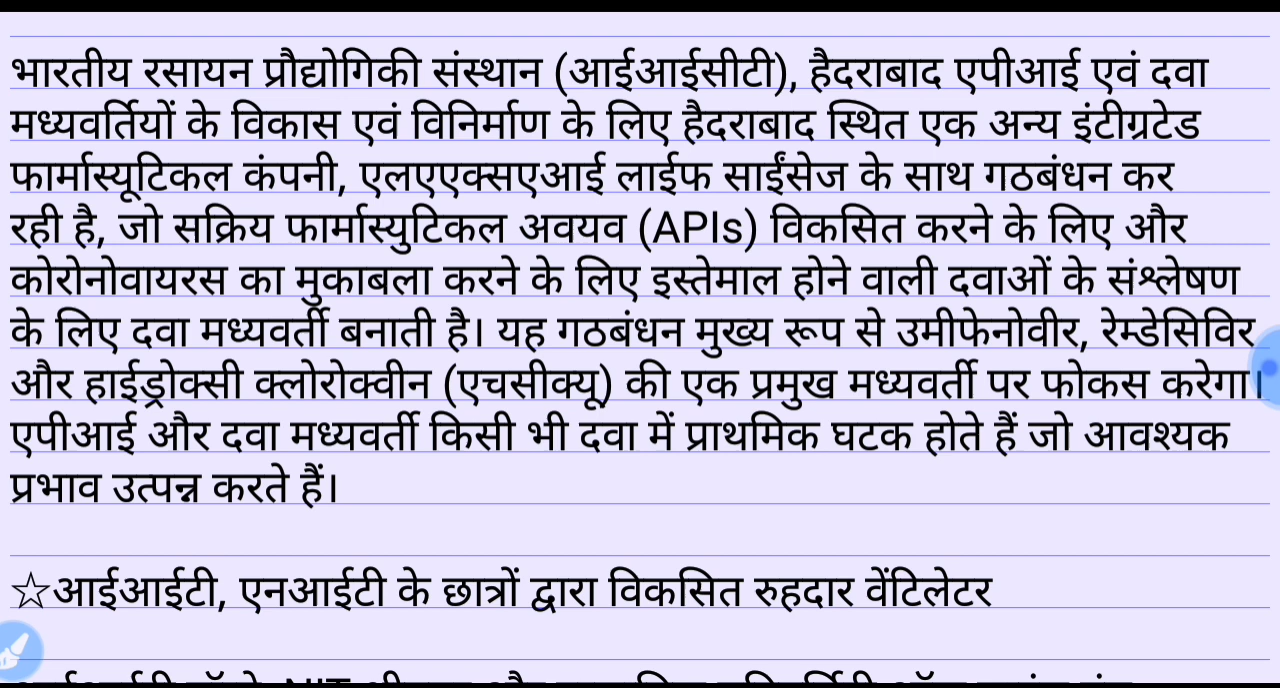 भारतीय रसायन प्रौद्योगिकी संस्थान (आईआईसीटी), हैदराबाद एपीआई एवं दवा
मध्यवर्तियों के विकास एवं विनिर्माण के लिए हैदराबाद स्थित एक अन्य इंटीग्रटेड
फार्मास्यूटिकल कंपनी, एलएएक्सएआई लाईफ साईंसेज के साथ गठबंधन कर
रही है, जो सक्रिय फार्मास्युटिकल अवयव (APIs) विकसित करने के लिए और
कोरोनोवायरस का मुकाबला करने के लिए इस्तेमाल होने वाली दवाओं के संश्लेषण
के लिए दवा मध्यवर्ती बनाती है। यह गठबंधन मुख्य रूप से उमीफेनोवीर, रेम्डेसिविर
और हाईड्रोक्सी क्लोरोक्वीन (एचसीक्यू) की एक प्रमुख मध्यवर्ती पर फोकस करेगा।
एपीआई और दवा मध्यवर्ती किसी भी दवा में प्राथमिक घटक होते हैं जो आवश्यक
प्रभाव उत्पन्न करते हैं।
☆आईआईटी, एनआईटी के छात्रों द्वारा विकसित रुहदार वेंटिलेटर